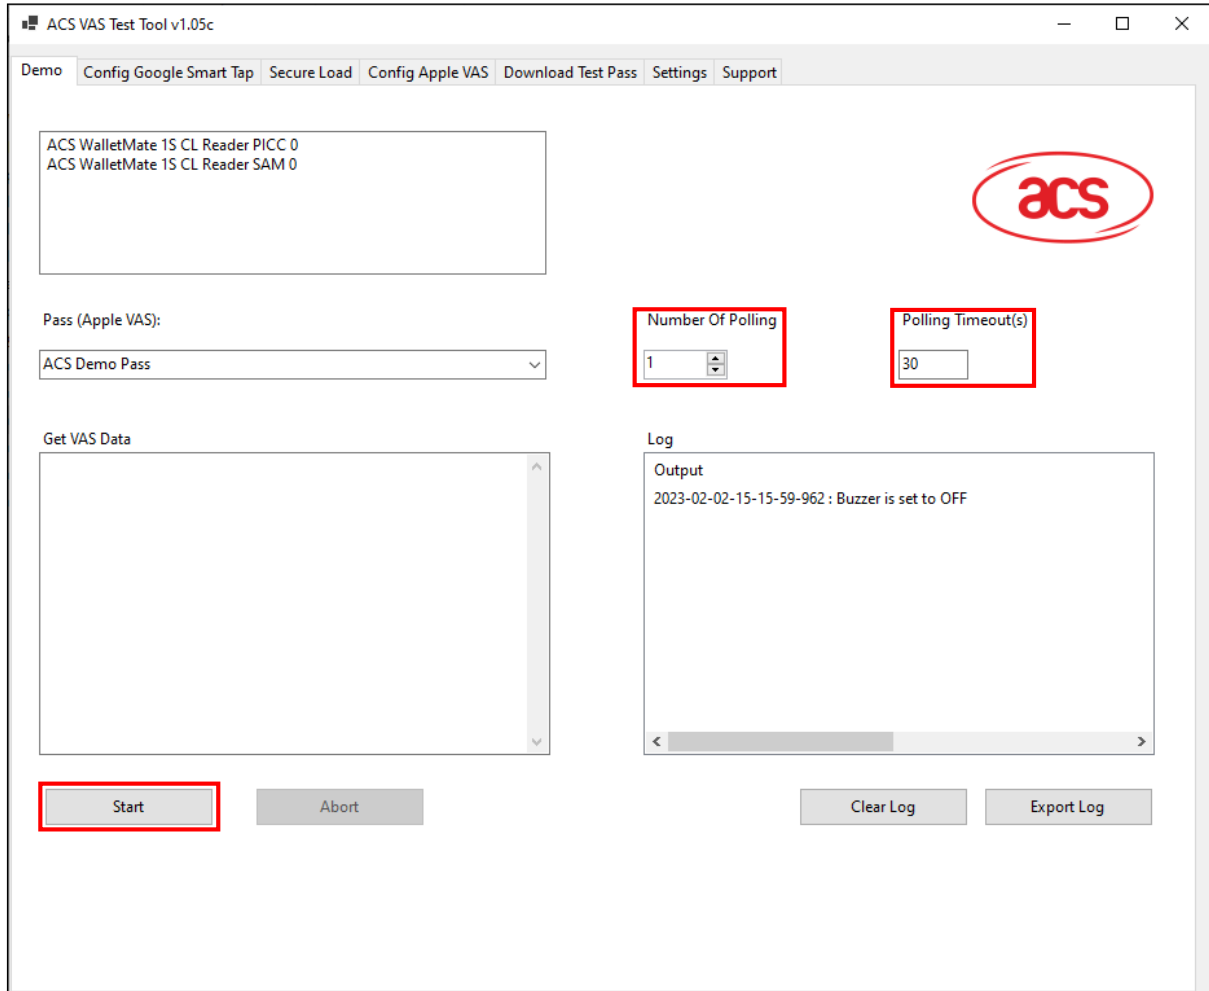 ACS VAS Test Tool v1.05c
Demo Config Google Smart Tap Secure Load Config Apple VAS Download Test Pass Settings Support
ACS WalletMate 1S CL Reader PICC 0
ACS WalletMate 1S CL Reader SAM 0
acs
Pass (Apple VAS):
Number Of Polling
Polling Timeout(s)
ACS Demo Pass
1
30
Get VAS Data
Log
Output
2023-02-02-15-15-59-962 : Buzzer is set to OFF
Start
Abort
Clear Log
Export Log